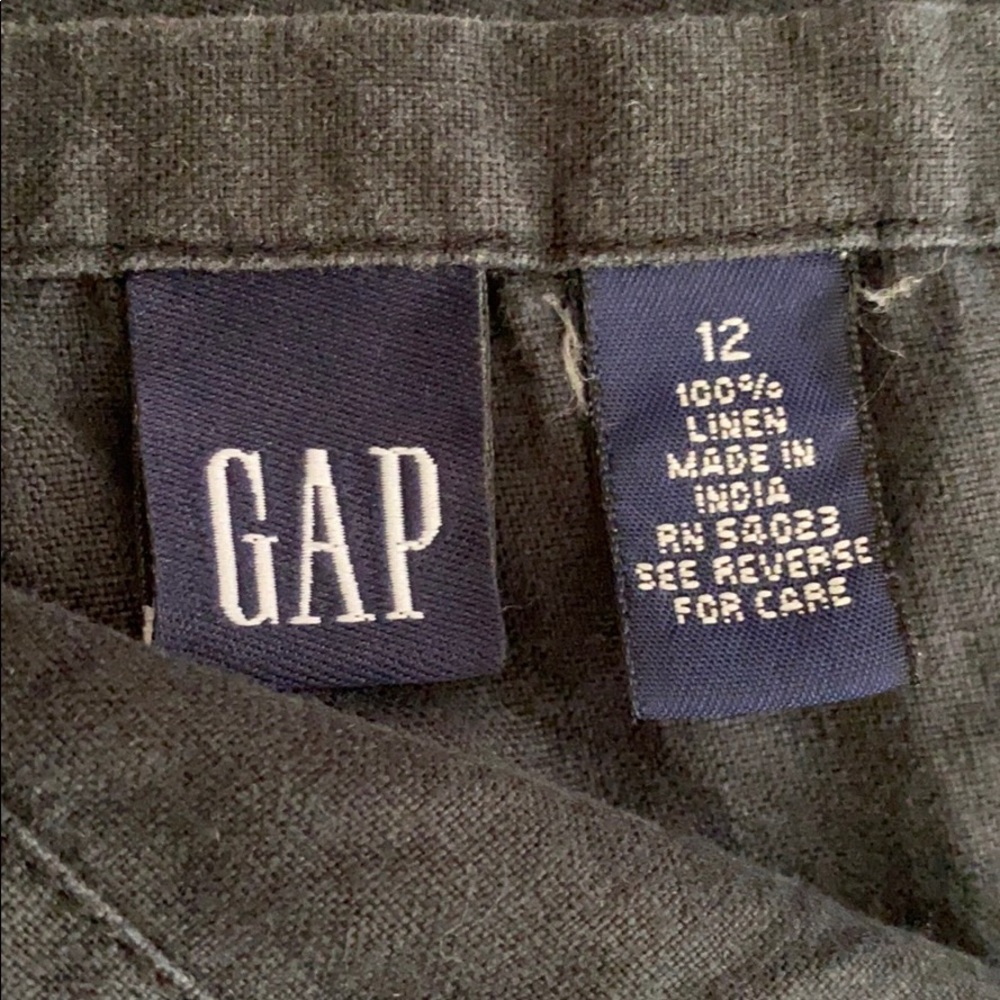 GAP
12
100%
LINEN
MADE IN
INDIA
RN 54023
SEE REVERSE
FOR CARE